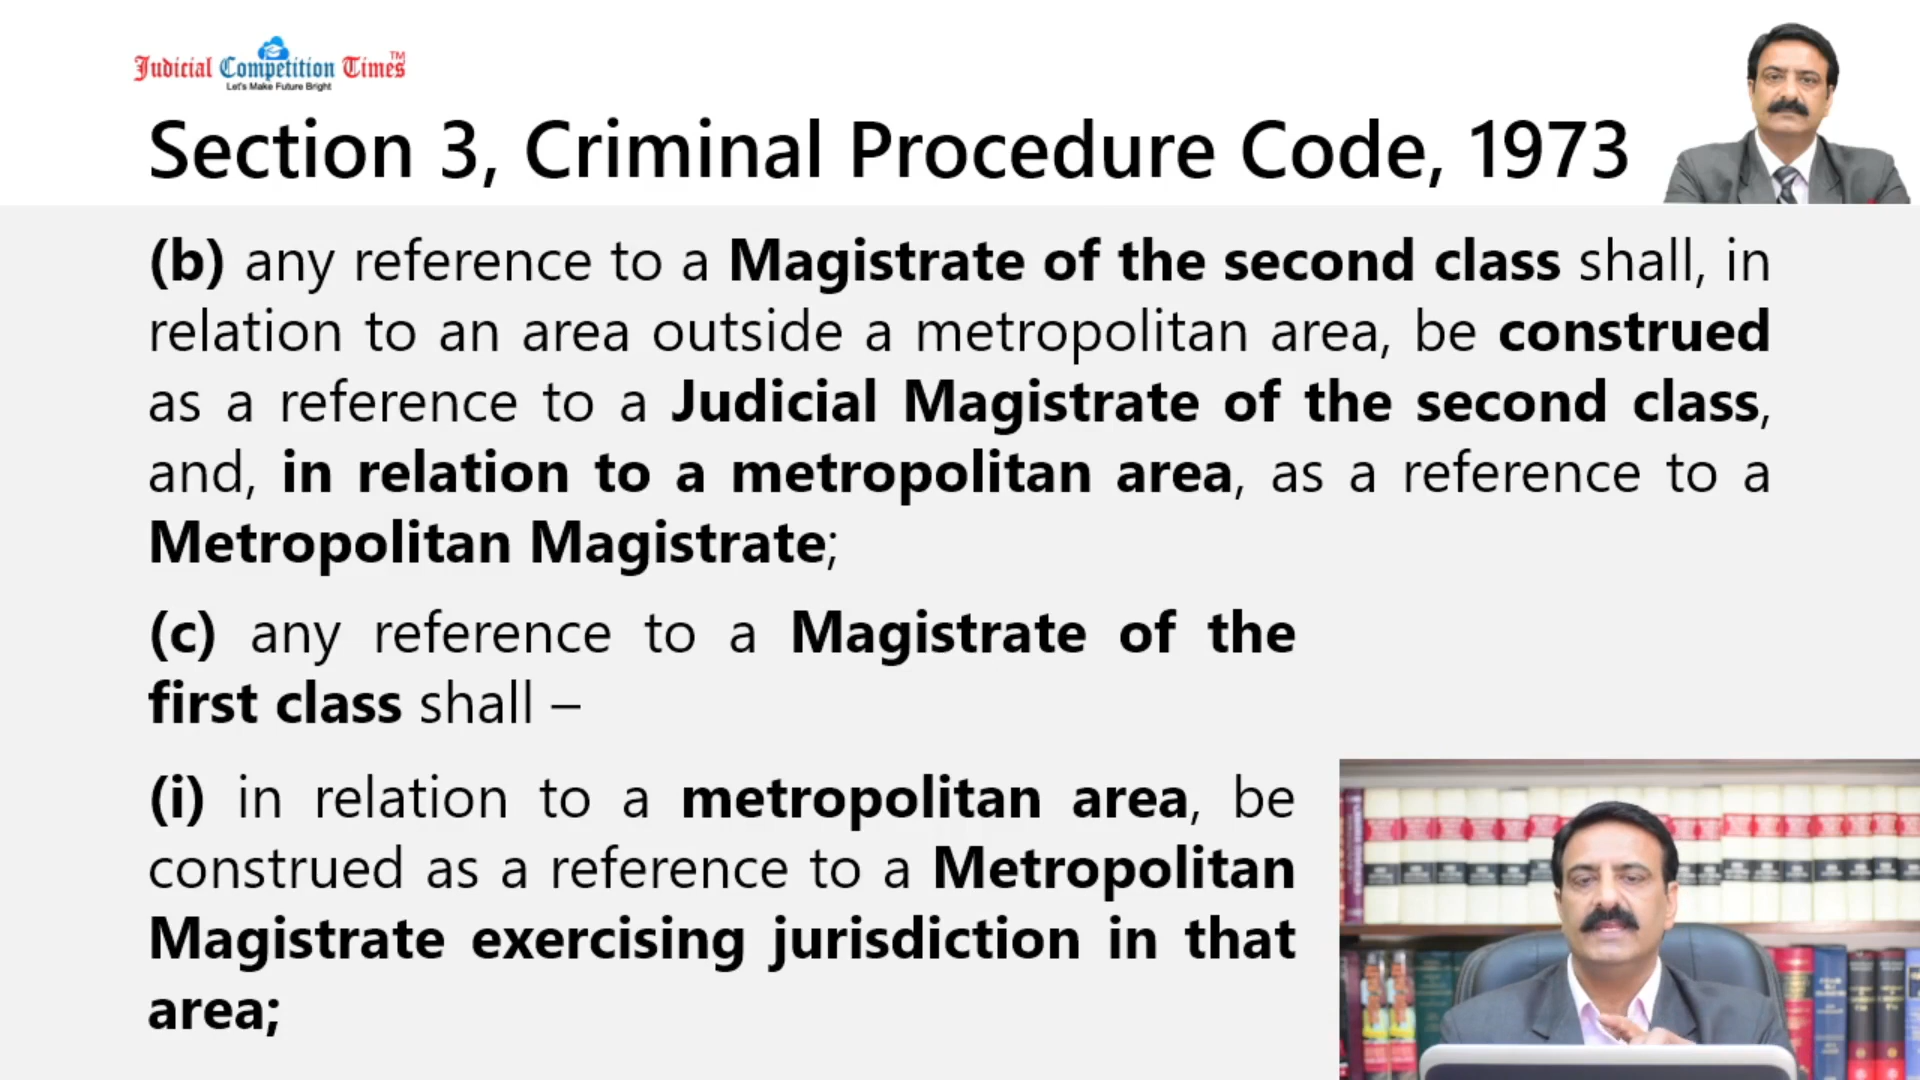 Judicial Competition Times™
Let's Make Future Bright
Section 3, Criminal Procedure Code, 1973
(b) any reference to a Magistrate of the second class shall, in
relation to an area outside a metropolitan area, be construed
as a reference to a Judicial Magistrate of the second class,
and, in relation to a metropolitan area, as a reference to a
Metropolitan Magistrate;
(c) any reference to a Magistrate of the
first class shall –
(i) in relation to a metropolitan area, be
construed as a reference to a Metropolitan
Magistrate exercising jurisdiction in that
area;